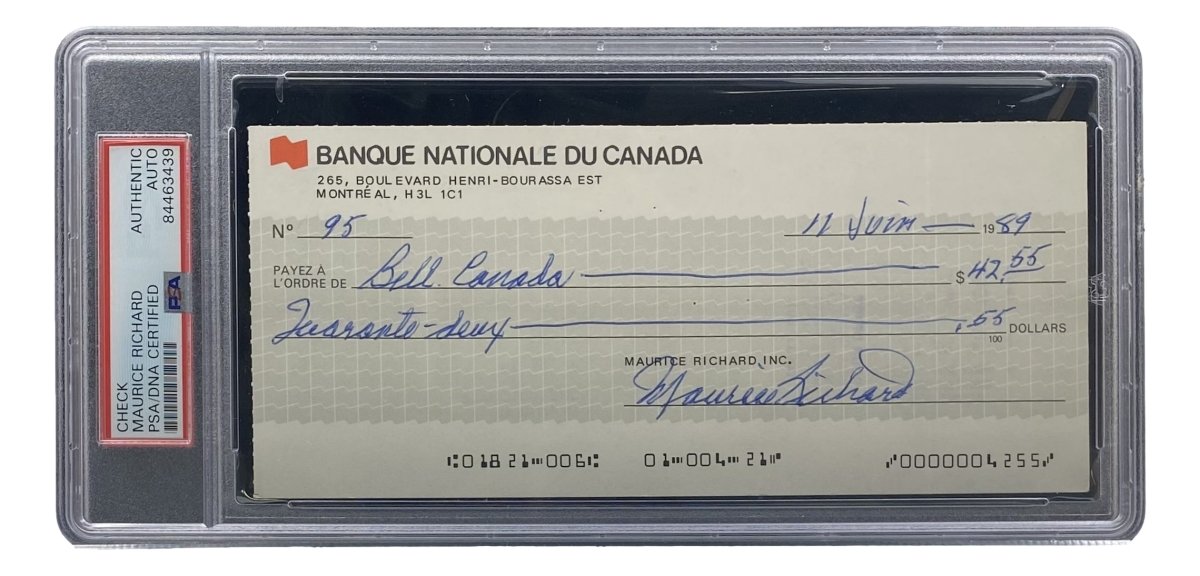 AUTHENTIC
AUTO
84463439
PSA
CHECK
MAURICE RICHARD
PSA/DNA CERTIFIED
BANQUE NATIONALE DU CANADA
265, BOULEVARD HENRI-BOURASSA EST
MONTRÉAL, H3L 1C1
Nº 95 11 Juin 1989
PAYEZ À
L'ORDRE DE Bell. Canada $ 42.55
Quarante-deux .55 DOLLARS
100
MAURICE RICHARD, INC.
Maurice Richard
⑆01821⑉006⑆ 01⑉004⑉21⑈ ⑇0000004255⑇